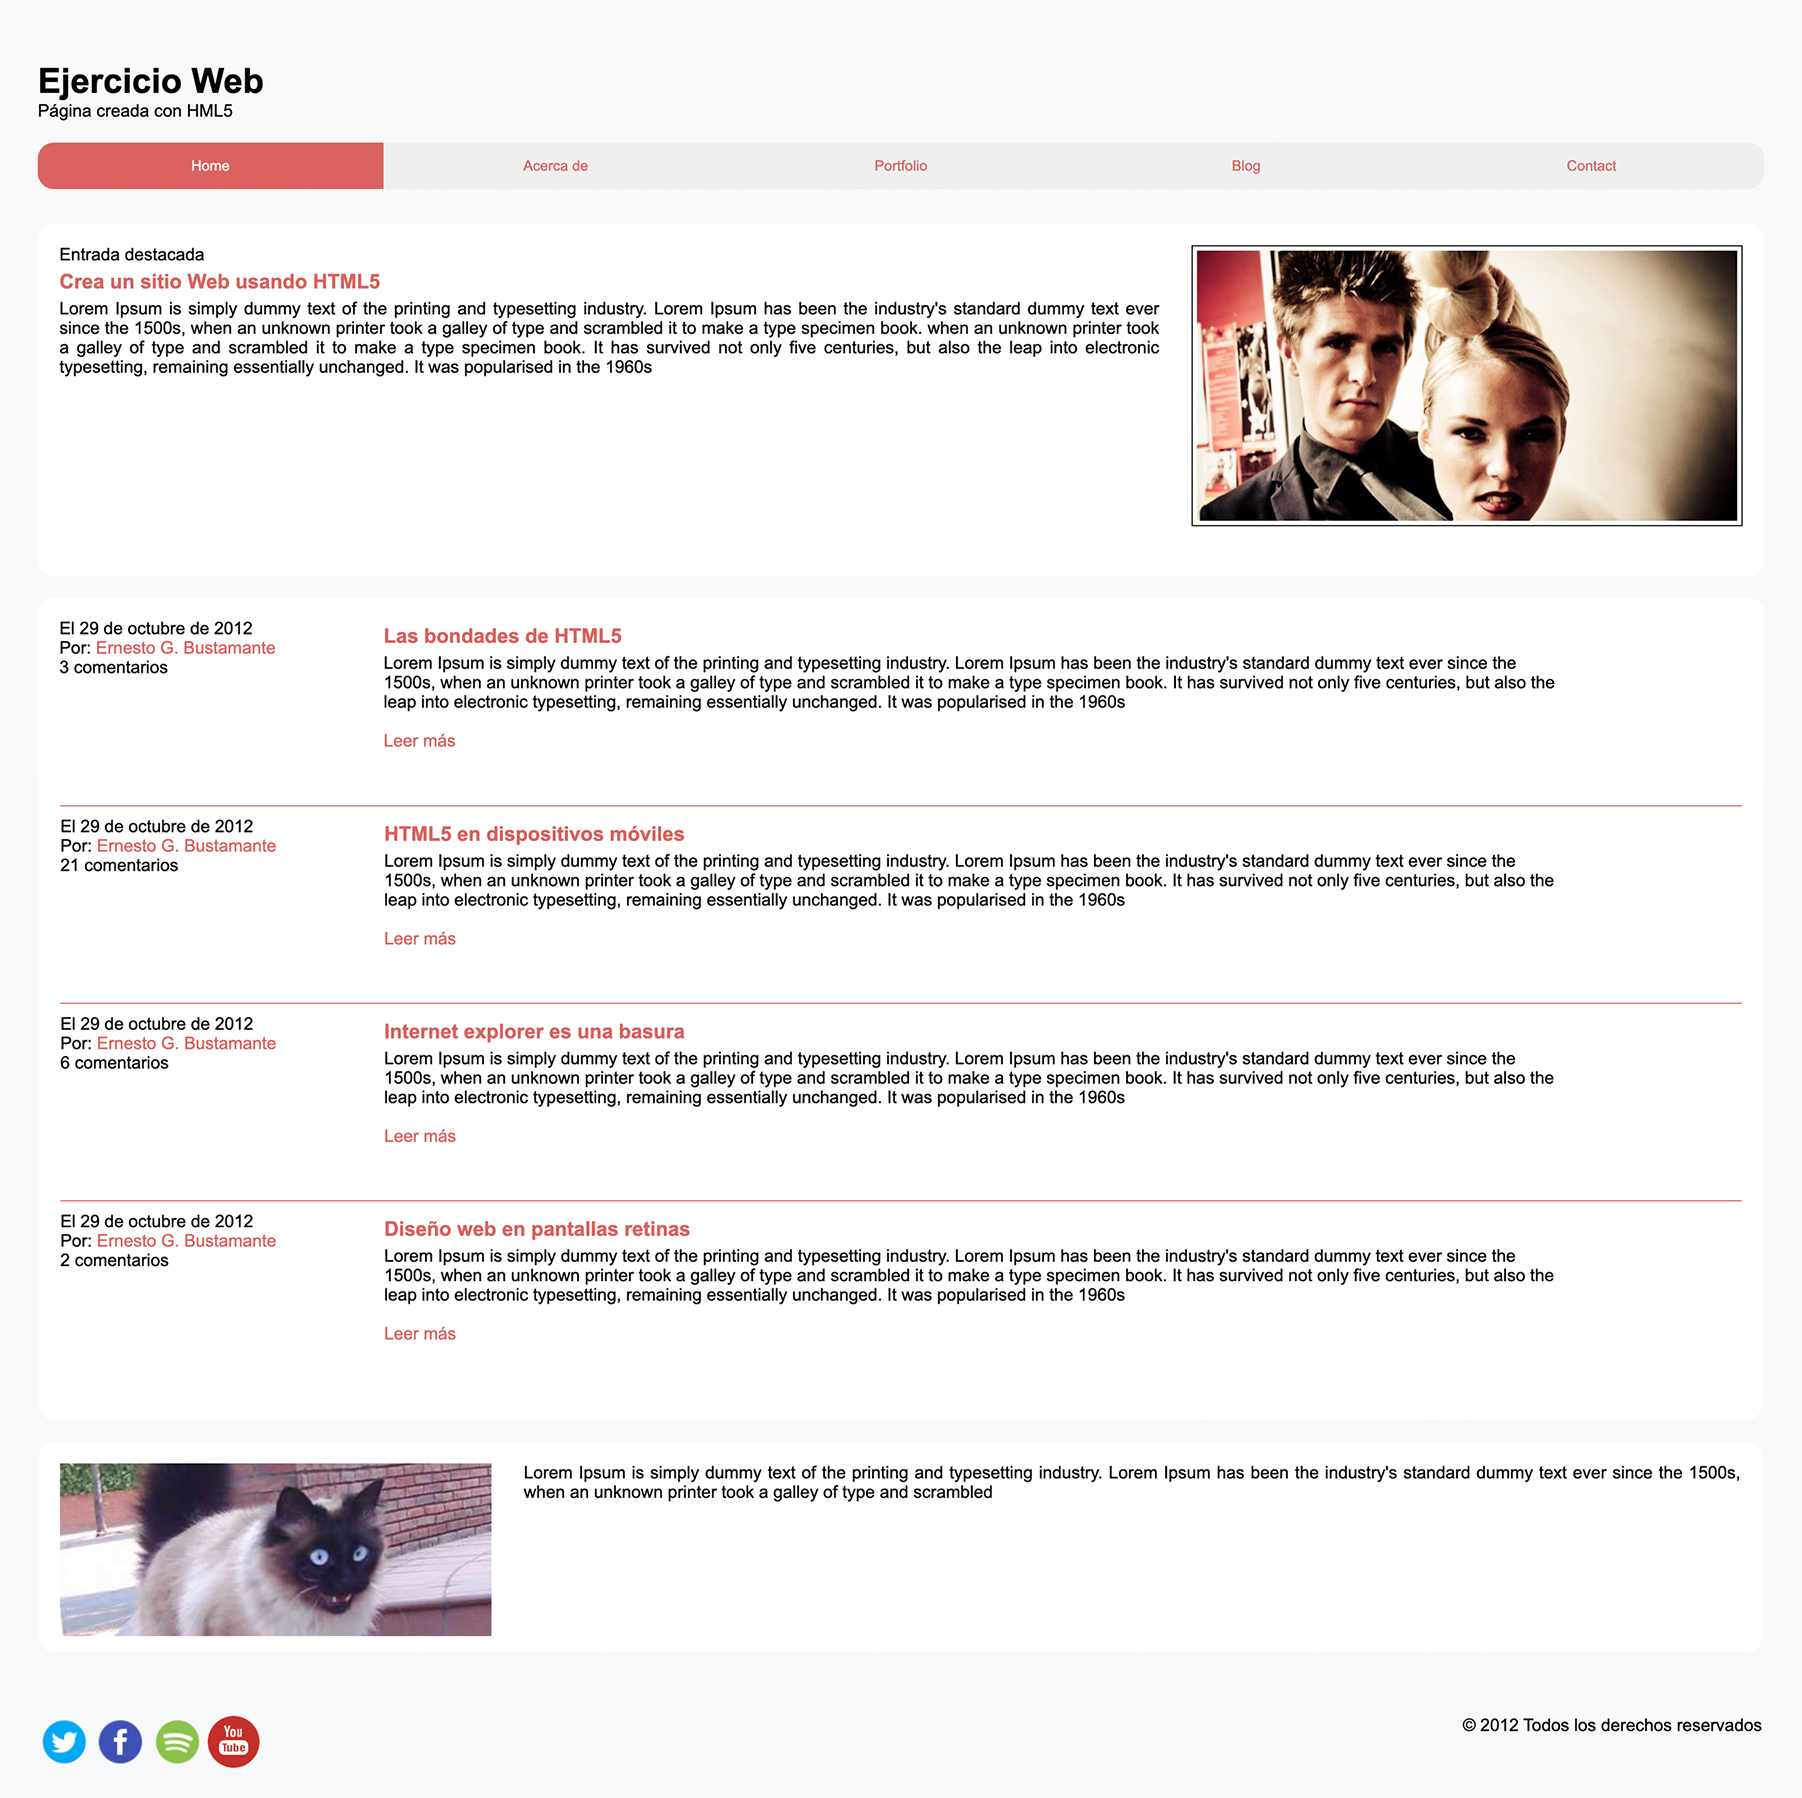 Ejercicio Web
Página creada con HML5
Home
Acerca de
Portfolio
Blog
Contact
Entrada destacada
Crea un sitio Web usando HTML5
Lorem Ipsum is simply dummy text of the printing and typesetting industry. Lorem Ipsum has been the industry's standard dummy text ever
since the 1500s, when an unknown printer took a galley of type and scrambled it to make a type specimen book. when an unknown printer took
a galley of type and scrambled it to make a type specimen book. It has survived not only five centuries, but also the leap into electronic
typesetting, remaining essentially unchanged. It was popularised in the 1960s
El 29 de octubre de 2012
Por: Ernesto G. Bustamante
3 comentarios
Las bondades de HTML5
Lorem Ipsum is simply dummy text of the printing and typesetting industry. Lorem Ipsum has been the industry's standard dummy text ever since the
1500s, when an unknown printer took a galley of type and scrambled it to make a type specimen book. It has survived not only five centuries, but also the
leap into electronic typesetting, remaining essentially unchanged. It was popularised in the 1960s
Leer más
El 29 de octubre de 2012
Por: Ernesto G. Bustamante
21 comentarios
HTML5 en dispositivos móviles
Lorem Ipsum is simply dummy text of the printing and typesetting industry. Lorem Ipsum has been the industry's standard dummy text ever since the
1500s, when an unknown printer took a galley of type and scrambled it to make a type specimen book. It has survived not only five centuries, but also the
leap into electronic typesetting, remaining essentially unchanged. It was popularised in the 1960s
Leer más
El 29 de octubre de 2012
Por: Ernesto G. Bustamante
6 comentarios
Internet explorer es una basura
Lorem Ipsum is simply dummy text of the printing and typesetting industry. Lorem Ipsum has been the industry's standard dummy text ever since the
1500s, when an unknown printer took a galley of type and scrambled it to make a type specimen book. It has survived not only five centuries, but also the
leap into electronic typesetting, remaining essentially unchanged. It was popularised in the 1960s
Leer más
El 29 de octubre de 2012
Por: Ernesto G. Bustamante
2 comentarios
Diseño web en pantallas retinas
Lorem Ipsum is simply dummy text of the printing and typesetting industry. Lorem Ipsum has been the industry's standard dummy text ever since the
1500s, when an unknown printer took a galley of type and scrambled it to make a type specimen book. It has survived not only five centuries, but also the
leap into electronic typesetting, remaining essentially unchanged. It was popularised in the 1960s
Leer más
Lorem Ipsum is simply dummy text of the printing and typesetting industry. Lorem Ipsum has been the industry's standard dummy text ever since the 1500s,
when an unknown printer took a galley of type and scrambled
You
Tube
© 2012 Todos los derechos reservados